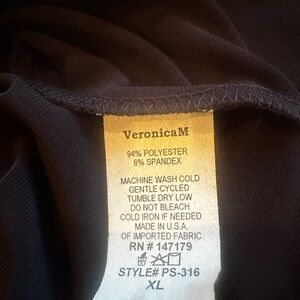 VeronicaM
94% POLYESTER
6% SPANDEX
MACHINE WASH COLD
GENTLE CYCLED
TUMBLE DRY LOW
DO NOT BLEACH
COLD IRON IF NEEDED
MADE IN U.S.A.
OF IMPORTED FABRIC
RN # 147179
STYLE# PS-316
XL